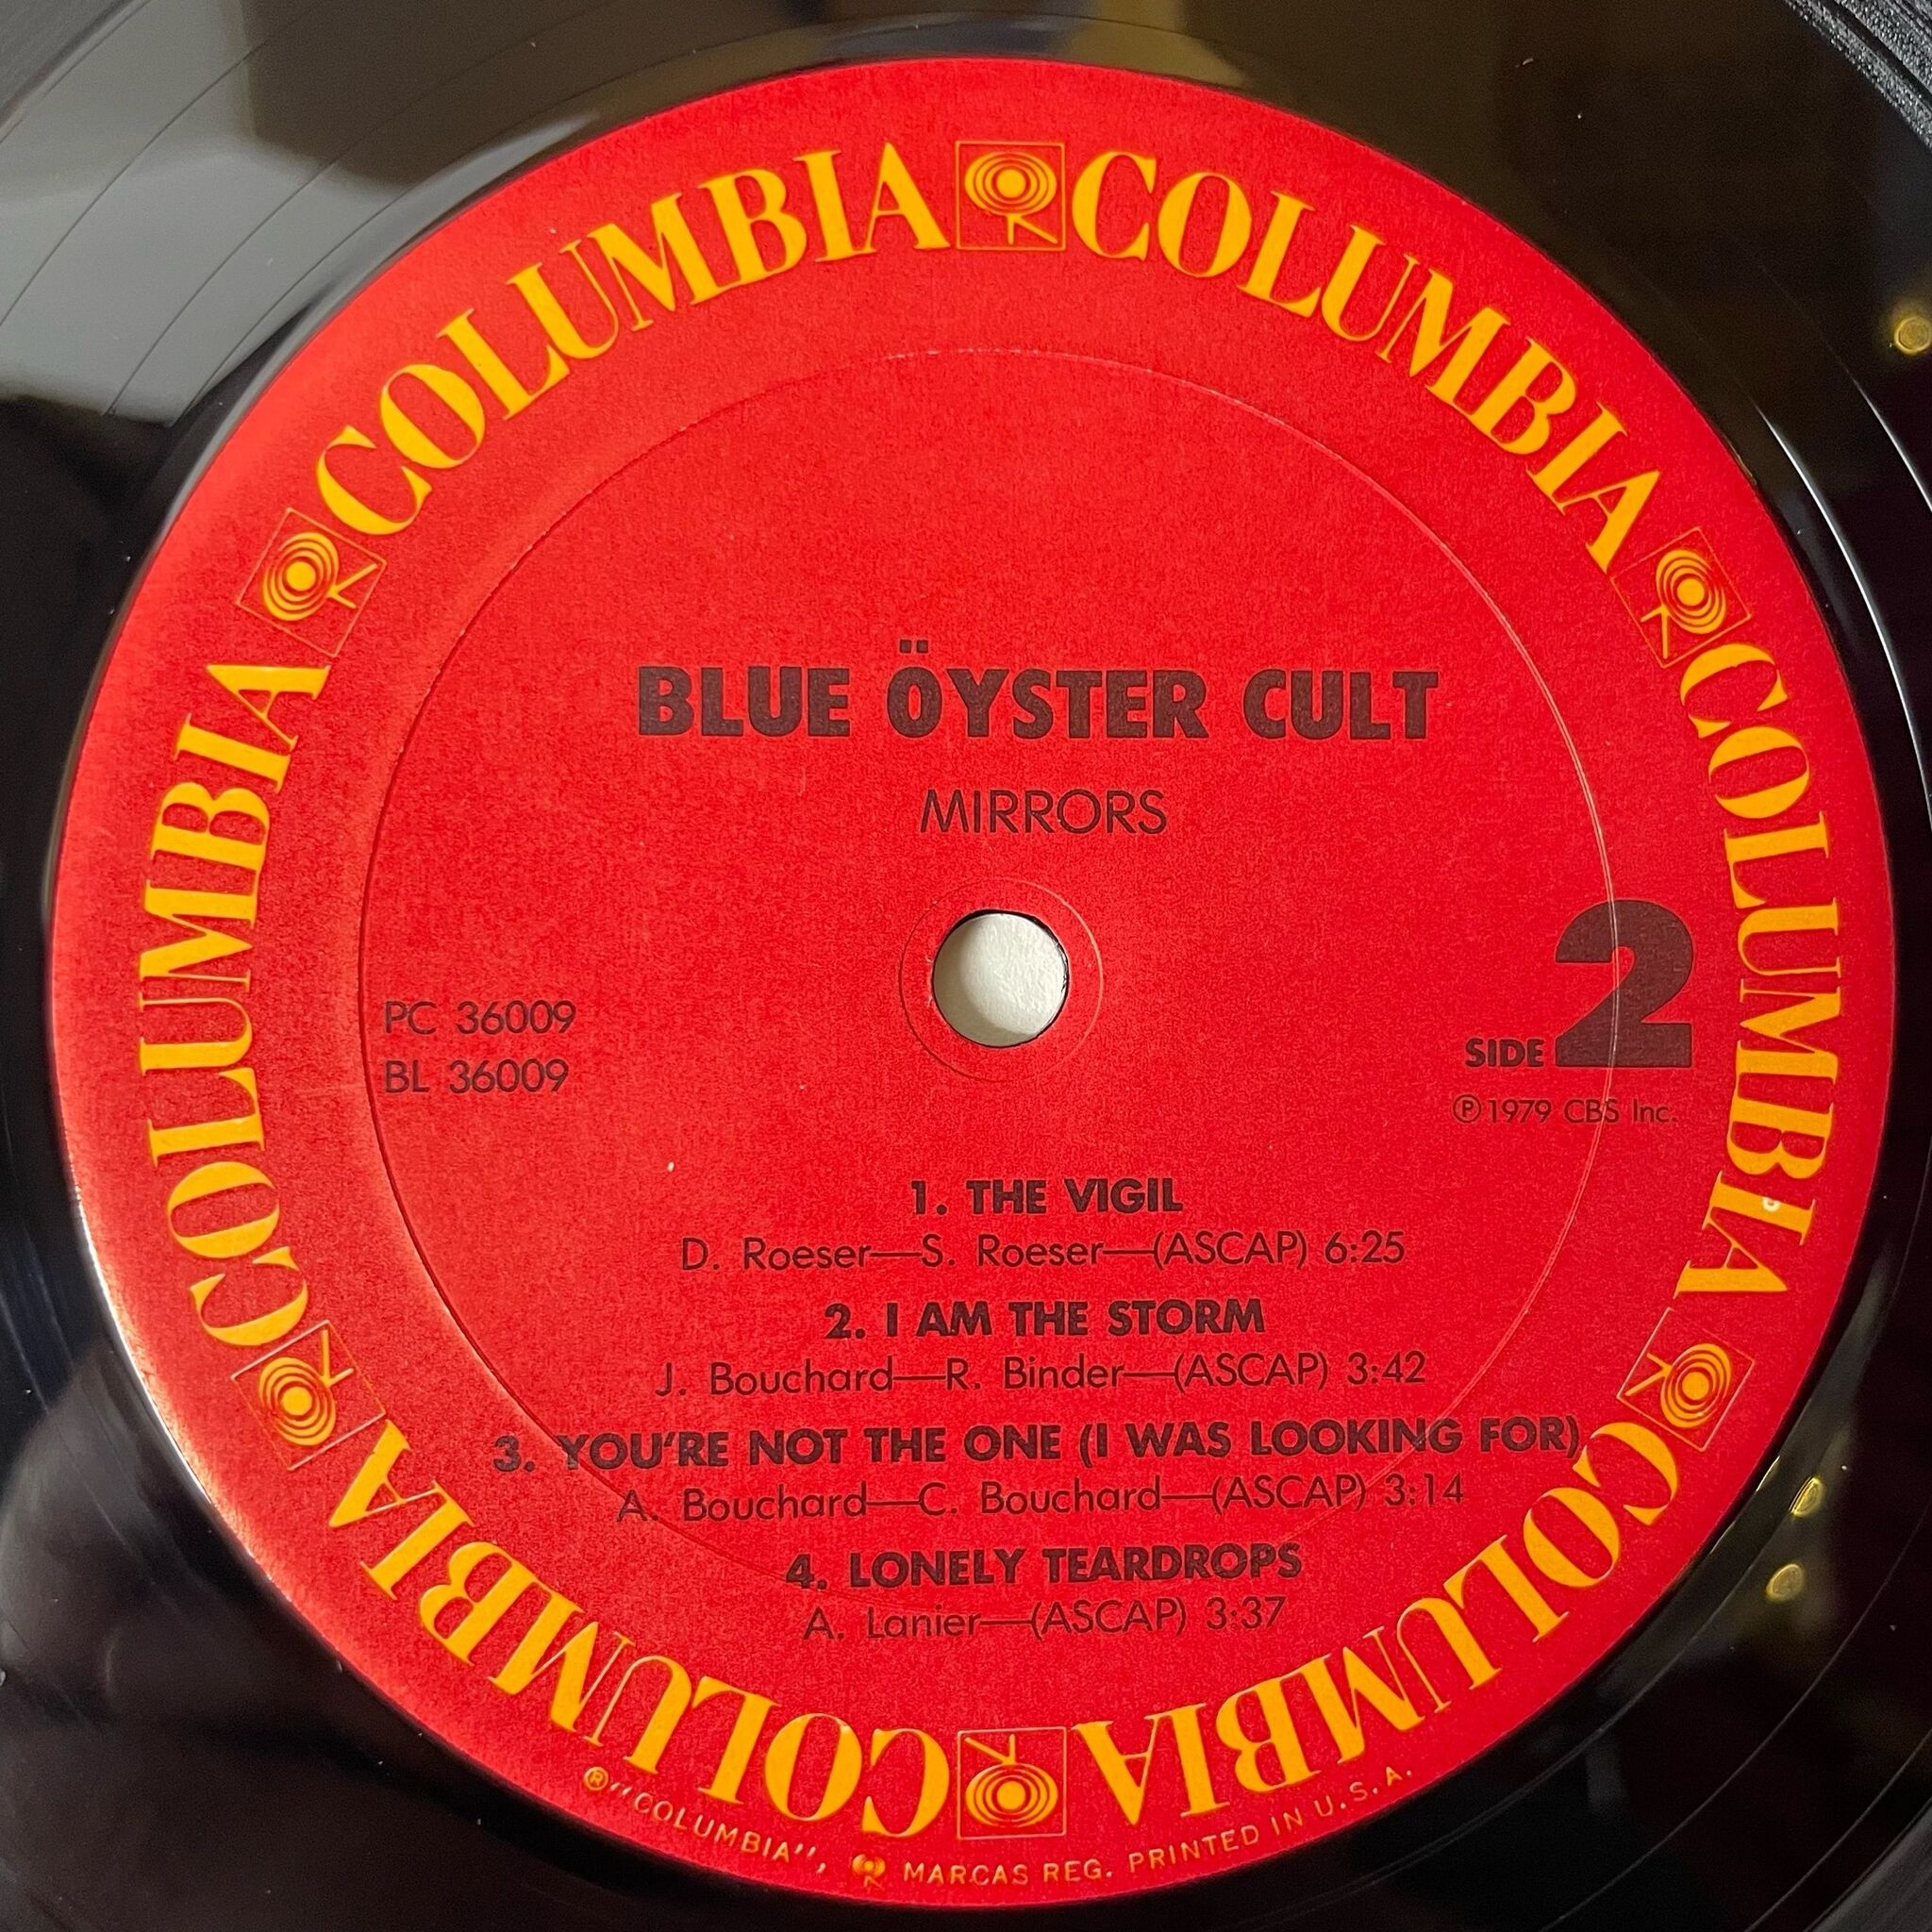 COLUMBIA COLUMBIA COLUMBIA COLUMBIA COLUMBIA COLUMBIA
BLUE ÖYSTER CULT
MIRRORS
PC 36009
BL 36009
SIDE 2
Ⓟ 1979 CBS Inc.
1. THE VIGIL
D. Roeser—S. Roeser—(ASCAP) 6:25
2. I AM THE STORM
J. Bouchard—R. Binder—(ASCAP) 3:42
3. YOU'RE NOT THE ONE (I WAS LOOKING FOR)
A. Bouchard—C. Bouchard—(ASCAP) 3:14
4. LONELY TEARDROPS
A. Lanier—(ASCAP) 3:37
® "COLUMBIA", MARCAS REG. PRINTED IN U.S.A.